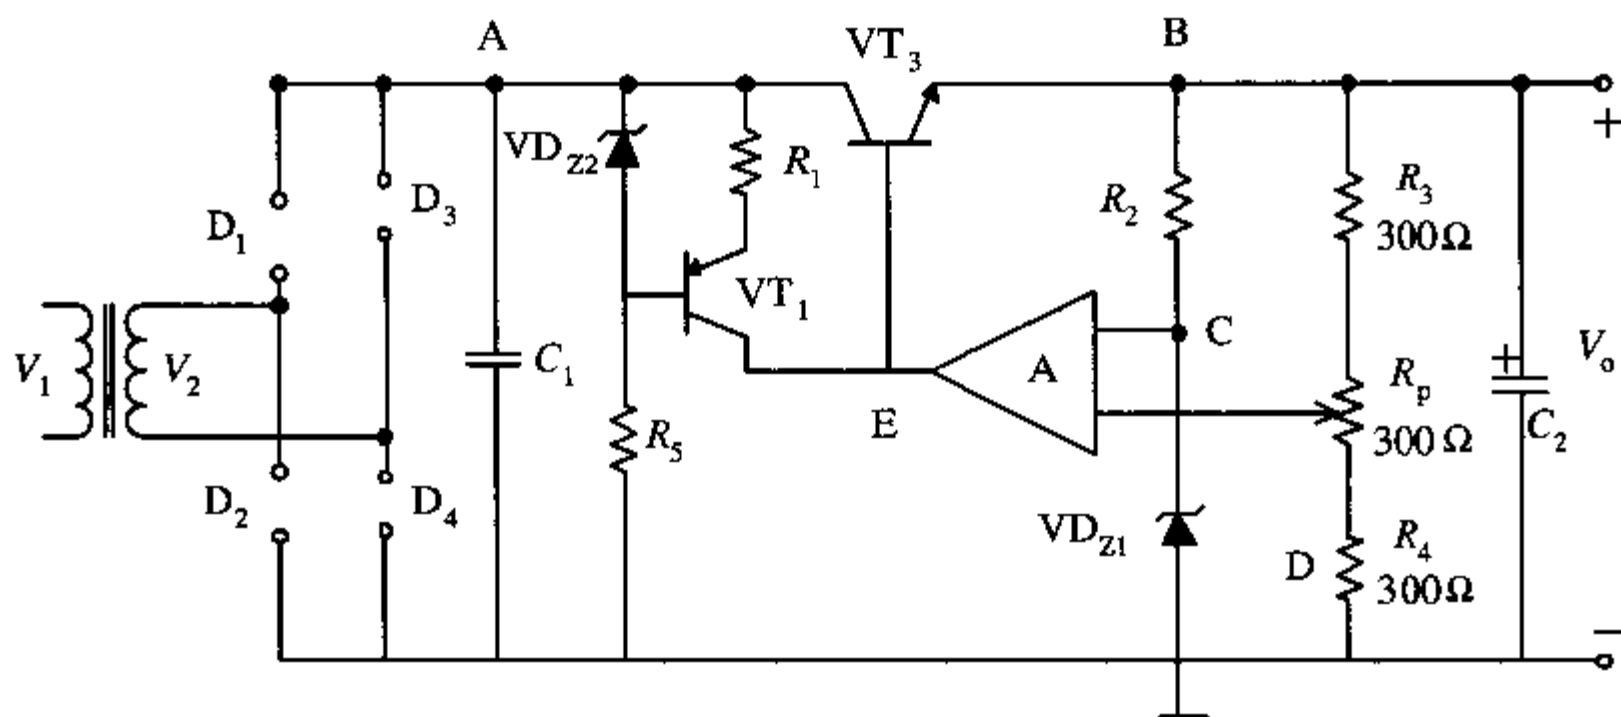 A
VT3
B
VDZ2
R1
R2
R3
300Ω
+
D1
D3
VT1
C
V1
V2
C1
A
Rp
300Ω
+
C2
Vo
E
R5
D2
D4
VDZ1
D
R4
300Ω
−